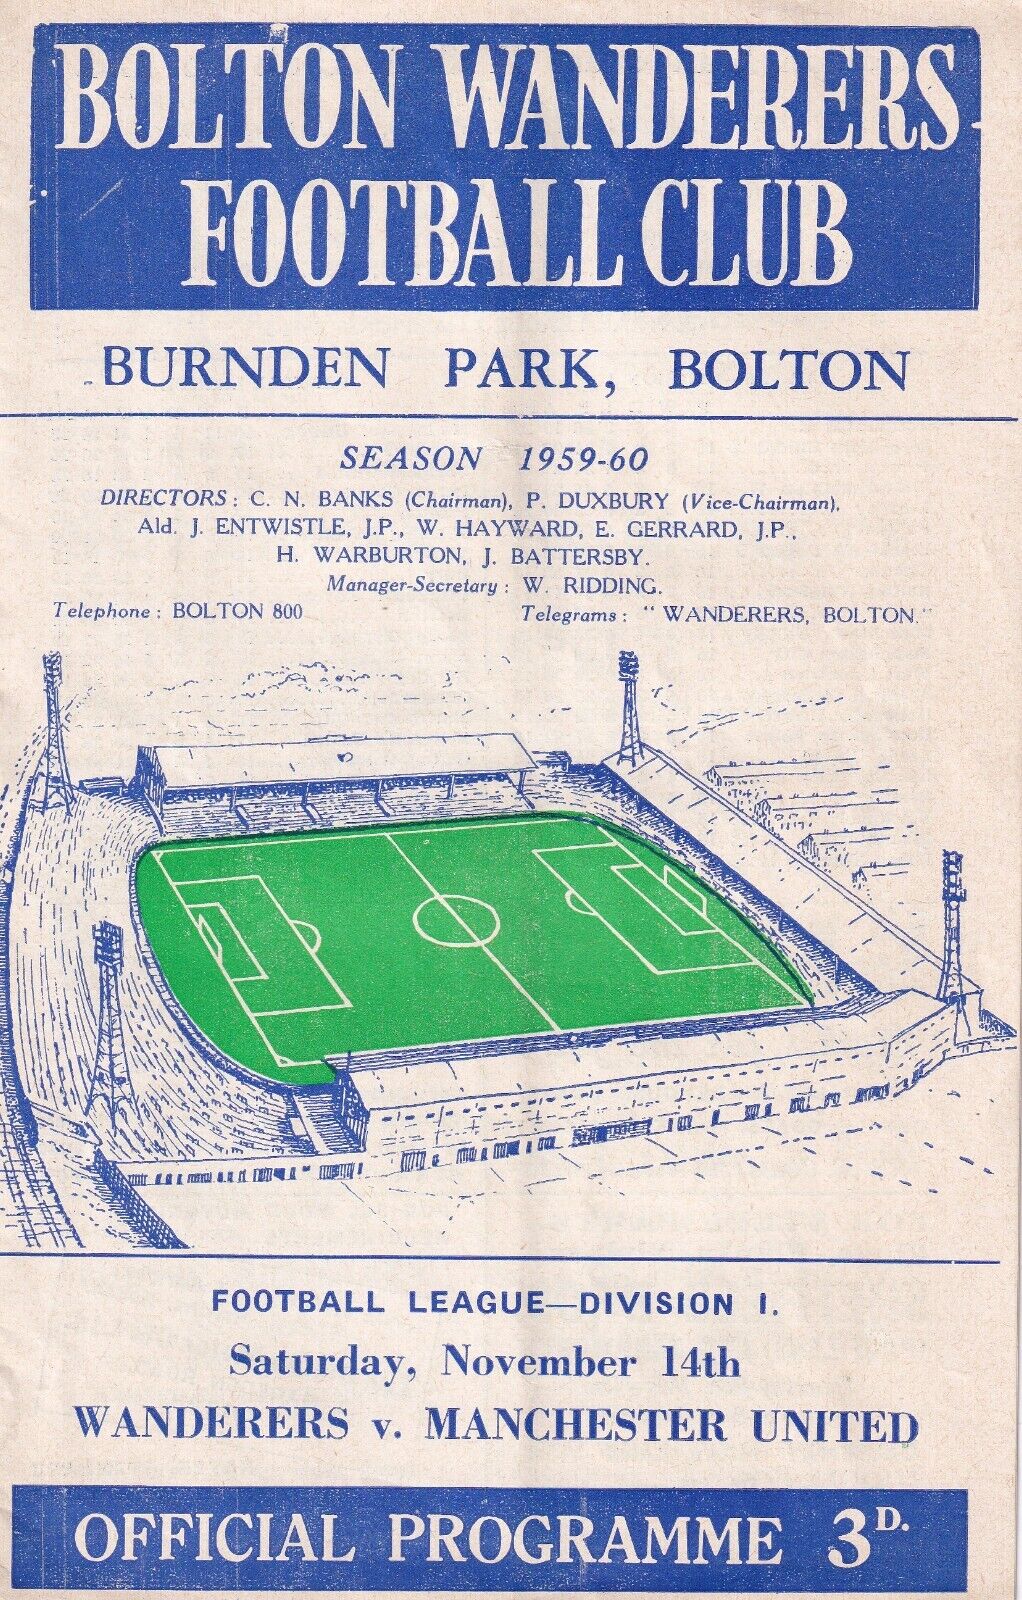 BOLTON WANDERERS
FOOTBALL CLUB
BURNDEN PARK, BOLTON
SEASON 1959-60
DIRECTORS: C. N. BANKS (Chairman), P. DUXBURY (Vice-Chairman),
Ald. J. ENTWISTLE, J.P., W. HAYWARD, E. GERRARD, J.P.,
H. WARBURTON, J. BATTERSBY.
Manager-Secretary: W. RIDDING.
Telephone: BOLTON 800 Telegrams: "WANDERERS, BOLTON."
FOOTBALL LEAGUE—DIVISION I.
Saturday, November 14th
WANDERERS v. MANCHESTER UNITED
OFFICIAL PROGRAMME 3D.